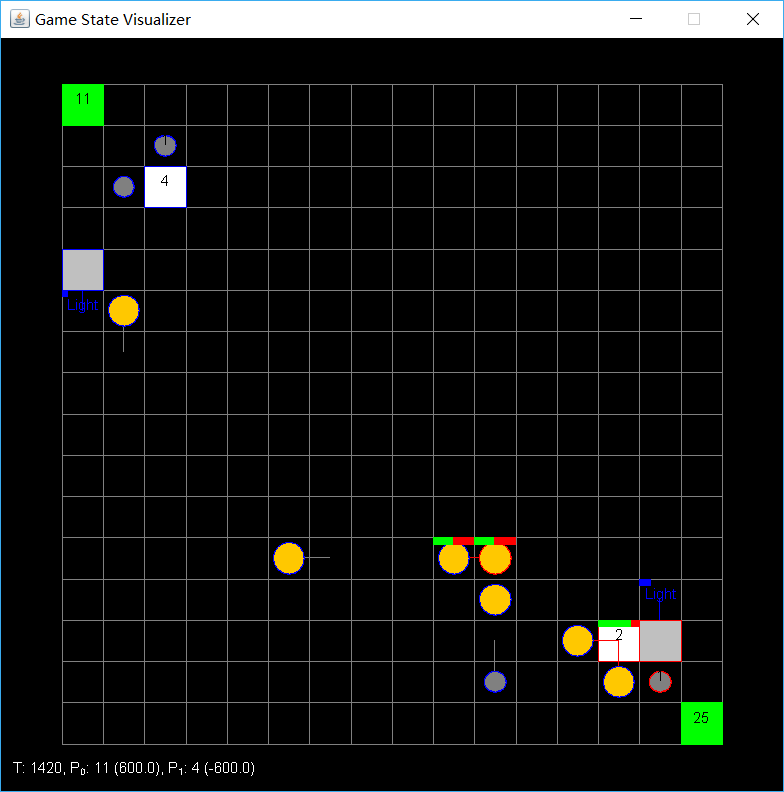 Game State Visualizer
11
4
Light
Light
2
25
T: 1420, P₀: 11 (600.0), P₁: 4 (-600.0)